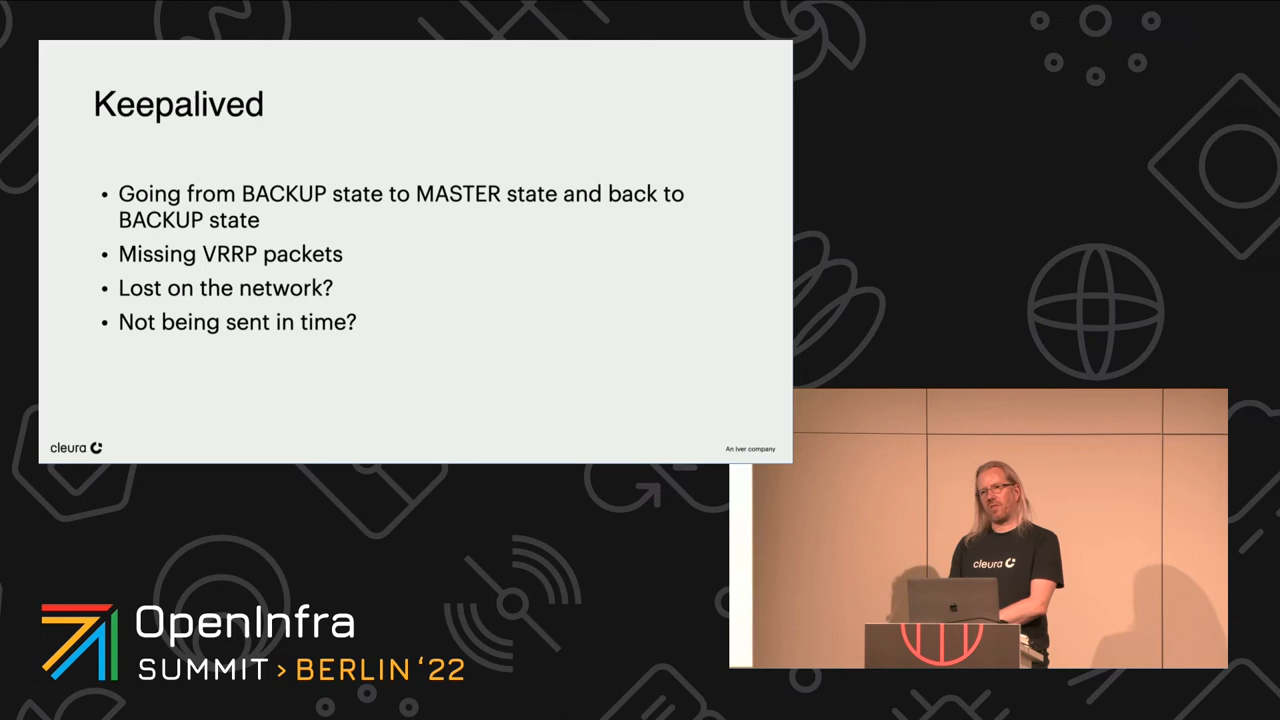 Keepalived
• Going from BACKUP state to MASTER state and back to
BACKUP state
• Missing VRRP packets
• Lost on the network?
• Not being sent in time?
cleura
An Iver company
cleura
OpenInfra
SUMMIT > BERLIN ‘22